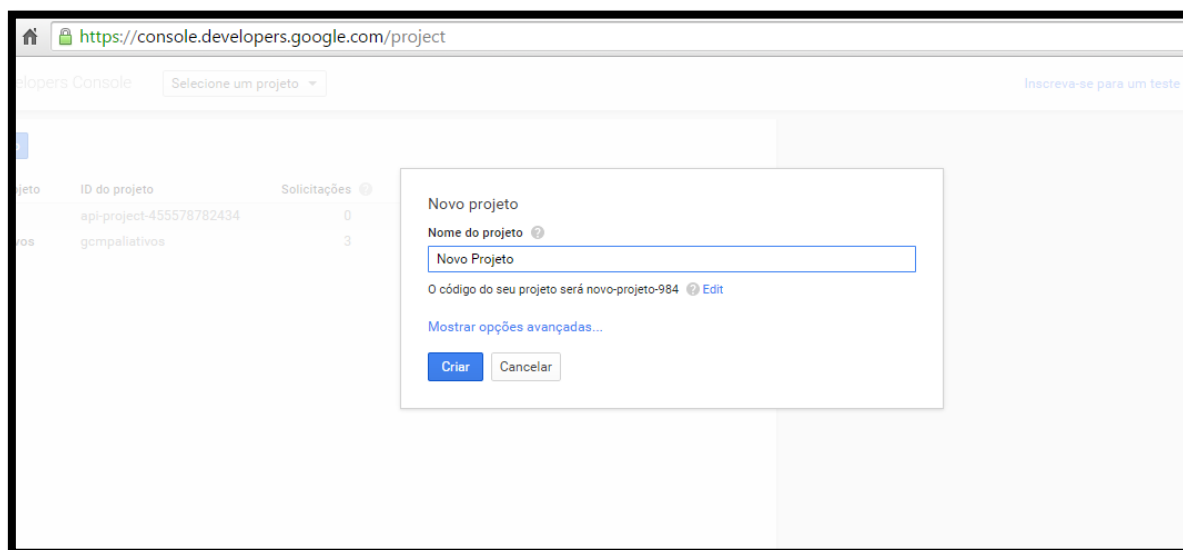 https://console.developers.google.com/project
elopers Console Selecione um projeto Inscreva-se para um teste
ojeto ID do projeto Solicitações ?
api-project-455578782434 0
vos gcmpaliativos 3
Novo projeto
Nome do projeto ?
Novo Projeto
O código do seu projeto será novo-projeto-984 ? Edit
Mostrar opções avançadas...
Criar Cancelar